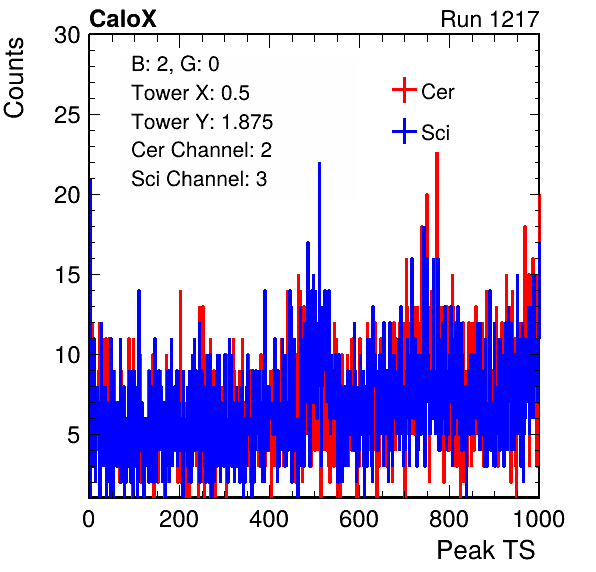 CaloX Run 1217
Counts
30
25
20
15
10
5
B: 2, G: 0
Tower X: 0.5
Tower Y: 1.875
Cer Channel: 2
Sci Channel: 3
Cer
Sci
0 200 400 600 800 1000
Peak TS